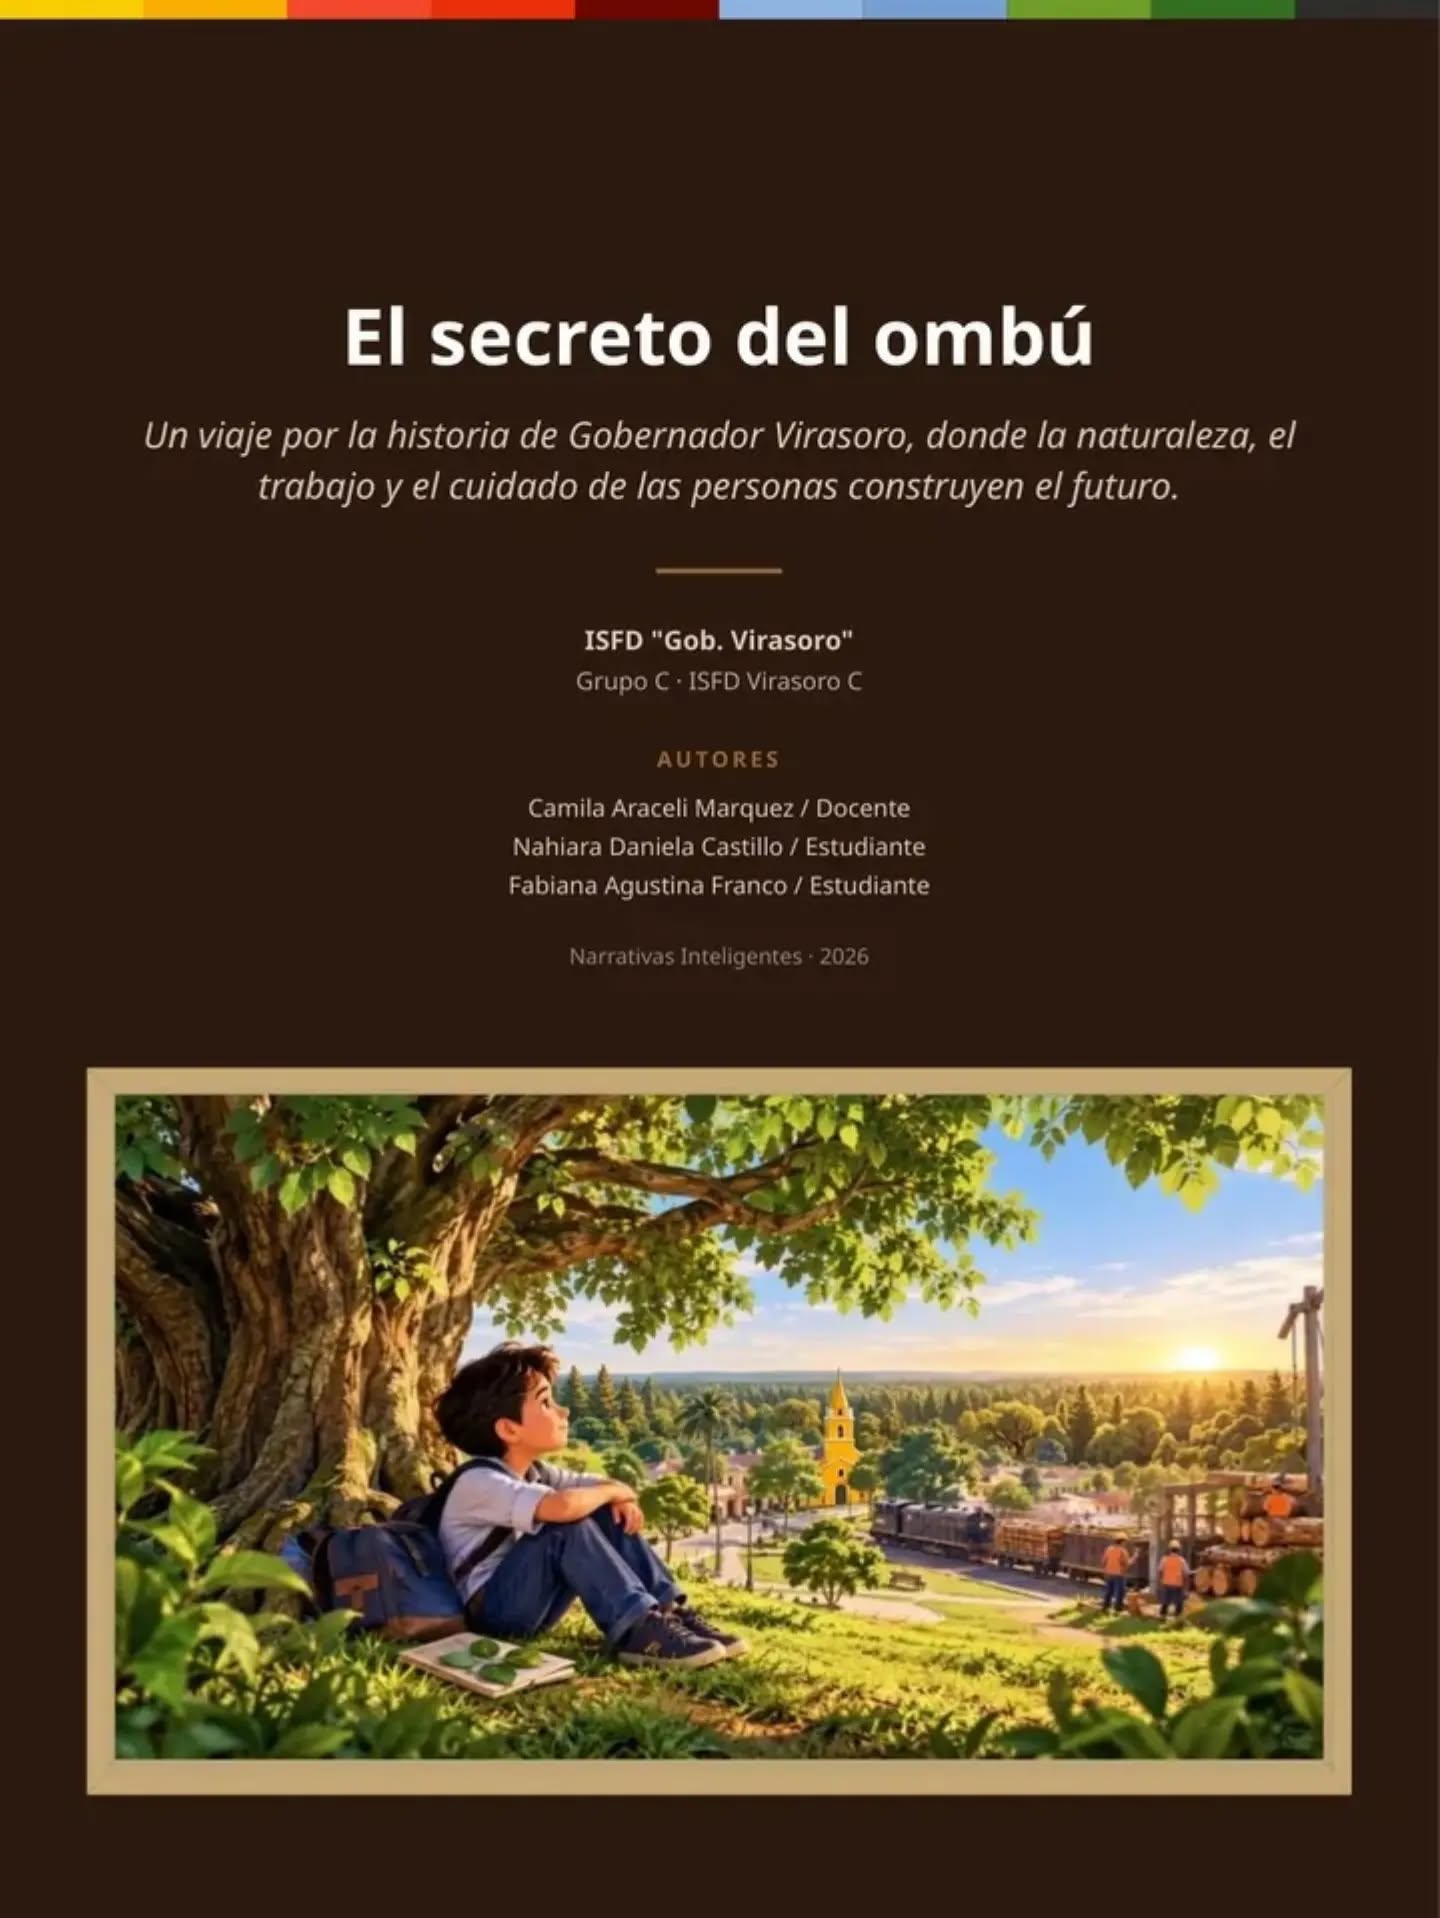 El secreto del ombú
Un viaje por la historia de Gobernador Virasoro, donde la naturaleza, el
trabajo y el cuidado de las personas construyen el futuro.
ISFD "Gob. Virasoro"
Grupo C · ISFD Virasoro C
AUTORES
Camila Araceli Marquez / Docente
Nahiara Daniela Castillo / Estudiante
Fabiana Agustina Franco / Estudiante
Narrativas Inteligentes · 2026